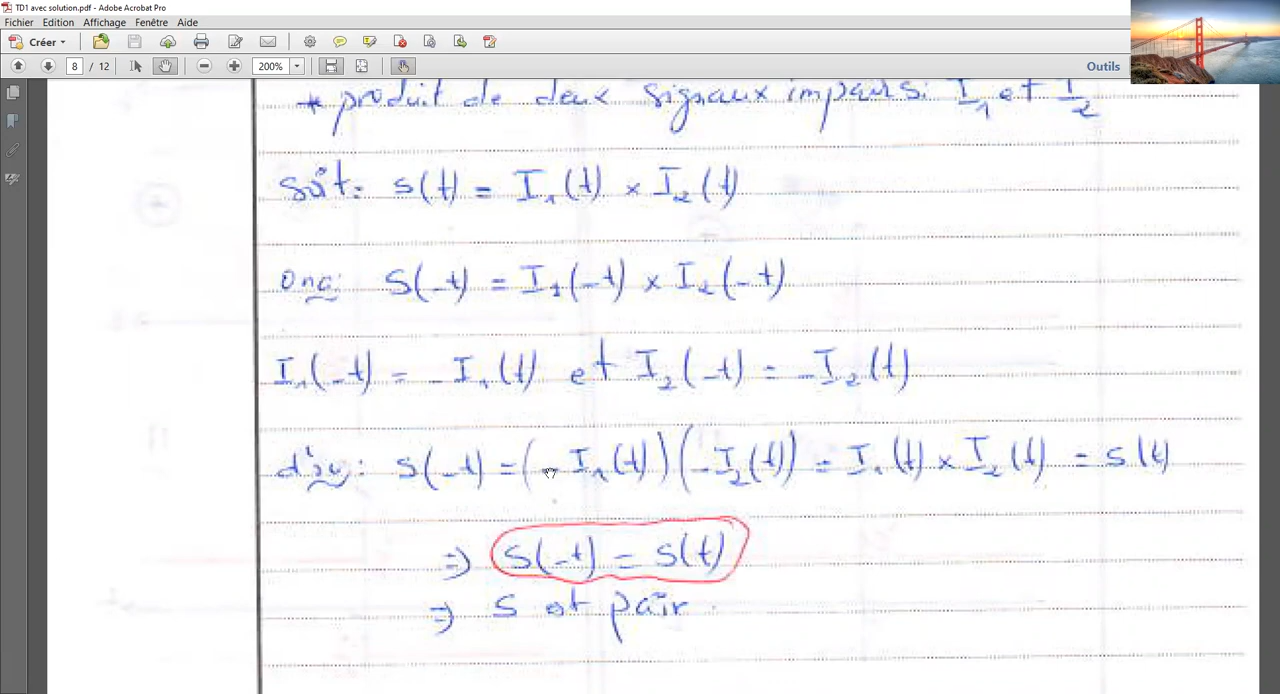 TD1 avec solution.pdf - Adobe Acrobat Pro
Fichier Edition Affichage Fenêtre Aide
Créer
8 / 12 200% Outils
* produit de deux signaux impairs: I₁ et I₂
Soit: s(t) = I₁(t) × I₂(t)
Ona: S(-t) = I₁(-t) × I₂(-t)
I₁(-t) = -I₁(t) et I₂(-t) = -I₂(t)
d'où: S(-t) = (- I₁(t)) (-I₂(t)) = I₁(t) × I₂(t) = s(t)
=> S(-t) = s(t)
=> S et pair.